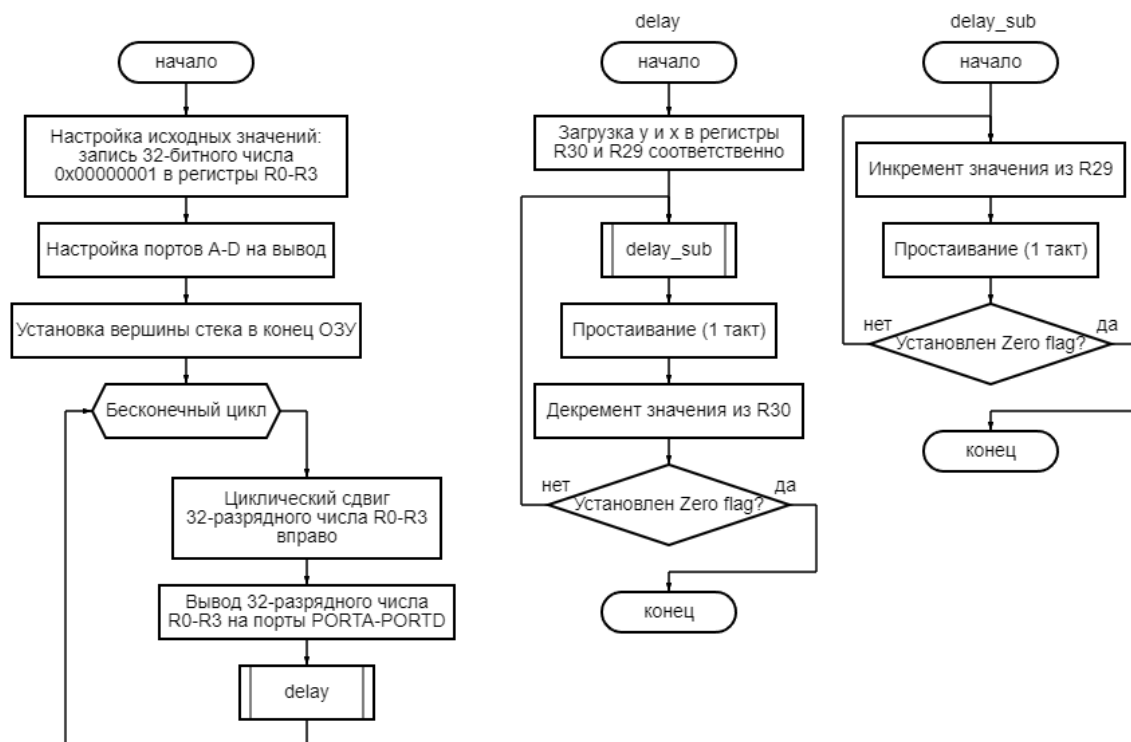 начало
Настройка исходных значений:
запись 32-битного числа
0x00000001 в регистры R0-R3
Настройка портов A-D на вывод
Установка вершины стека в конец ОЗУ
Бесконечный цикл
Циклический сдвиг
32-разрядного числа R0-R3
вправо
Вывод 32-разрядного числа
R0-R3 на порты PORTA-PORTD
delay
delay
начало
Загрузка y и x в регистры
R30 и R29 соответственно
delay_sub
Простаивание (1 такт)
Декремент значения из R30
нет
Установлен Zero flag?
да
конец
delay_sub
начало
Инкремент значения из R29
Простаивание (1 такт)
нет
Установлен Zero flag?
да
конец